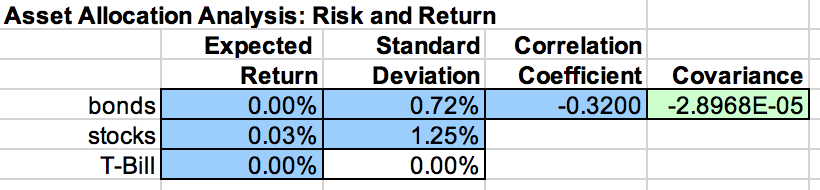 Asset Allocation Analysis: Risk and Return
Expected Standard Correlation
Return Deviation Coefficient Covariance
bonds 0.00% 0.72% -0.3200 -2.8968E-05
stocks 0.03% 1.25%
T-Bill 0.00% 0.00%